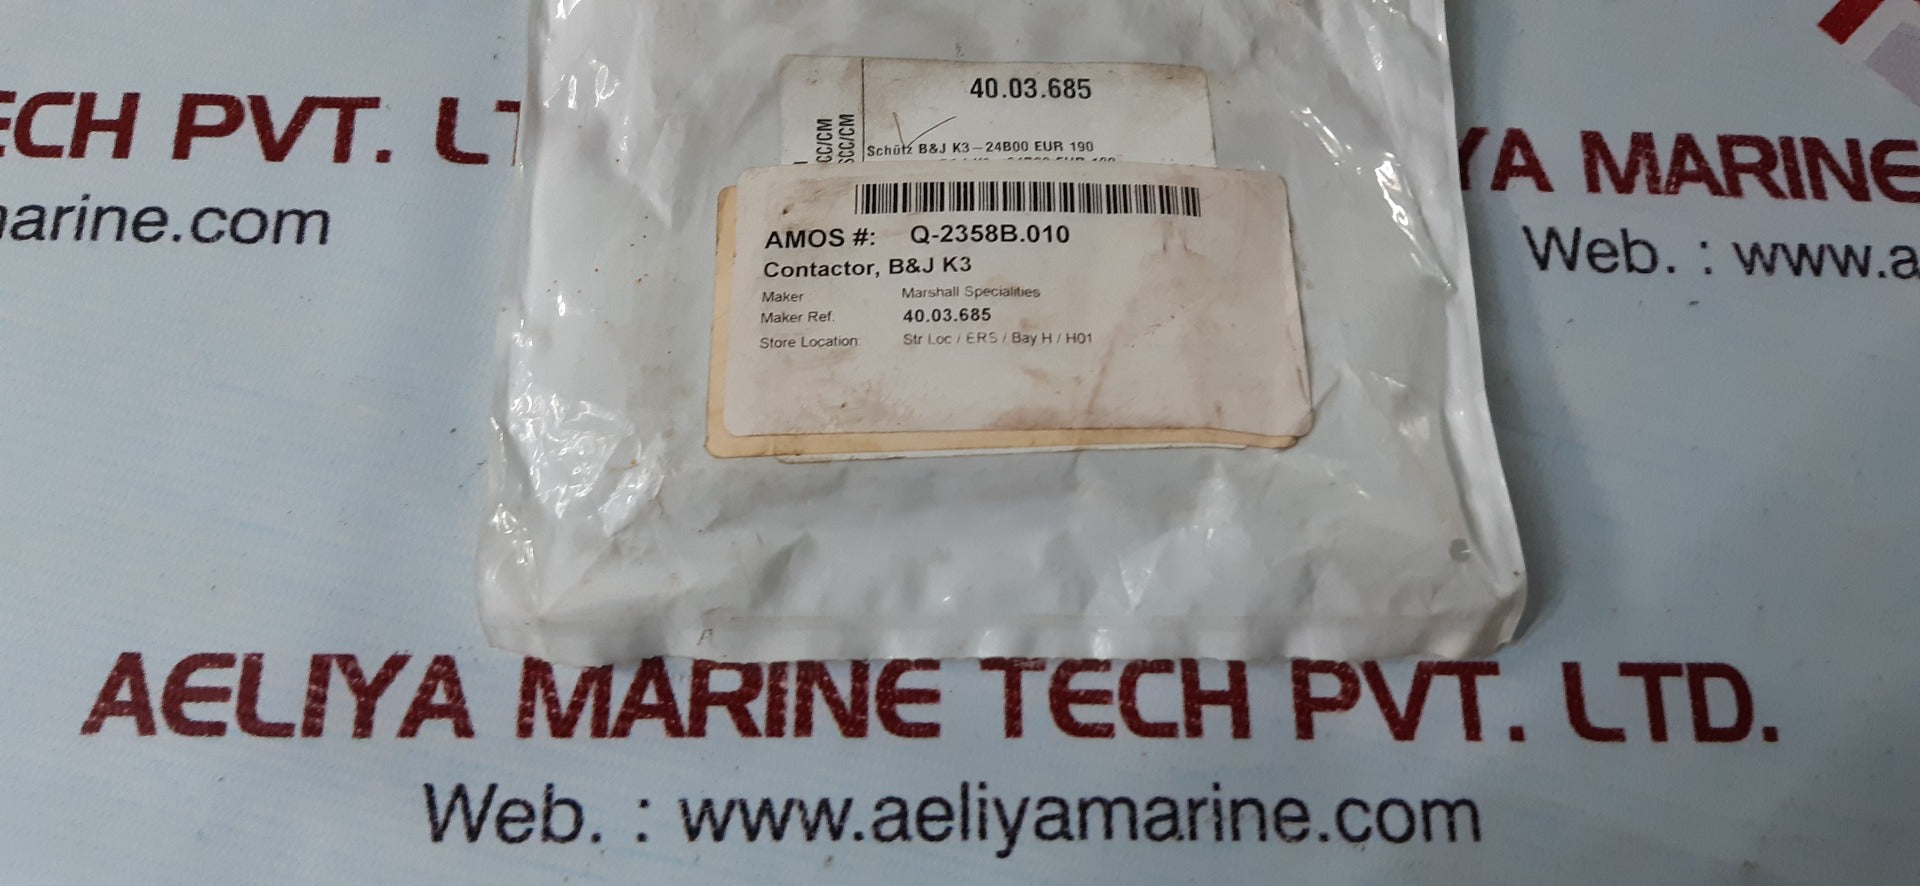 ECH PVT. LT
arine.com
40.03.685
CC/CM
SCC/CM
Schütz B&J K3-24B00 EUR 190
AMOS #: Q-2358B.010
Contactor, B&J K3
Maker Marshall Specialities
Maker Ref: 40.03.685
Store Location: Str Loc / ERS / Bay H / H01
YA MARINE
Web. : www.a
AELIYA MARINE TECH PVT. LTD.
Web. : www.aeliyamarine.com